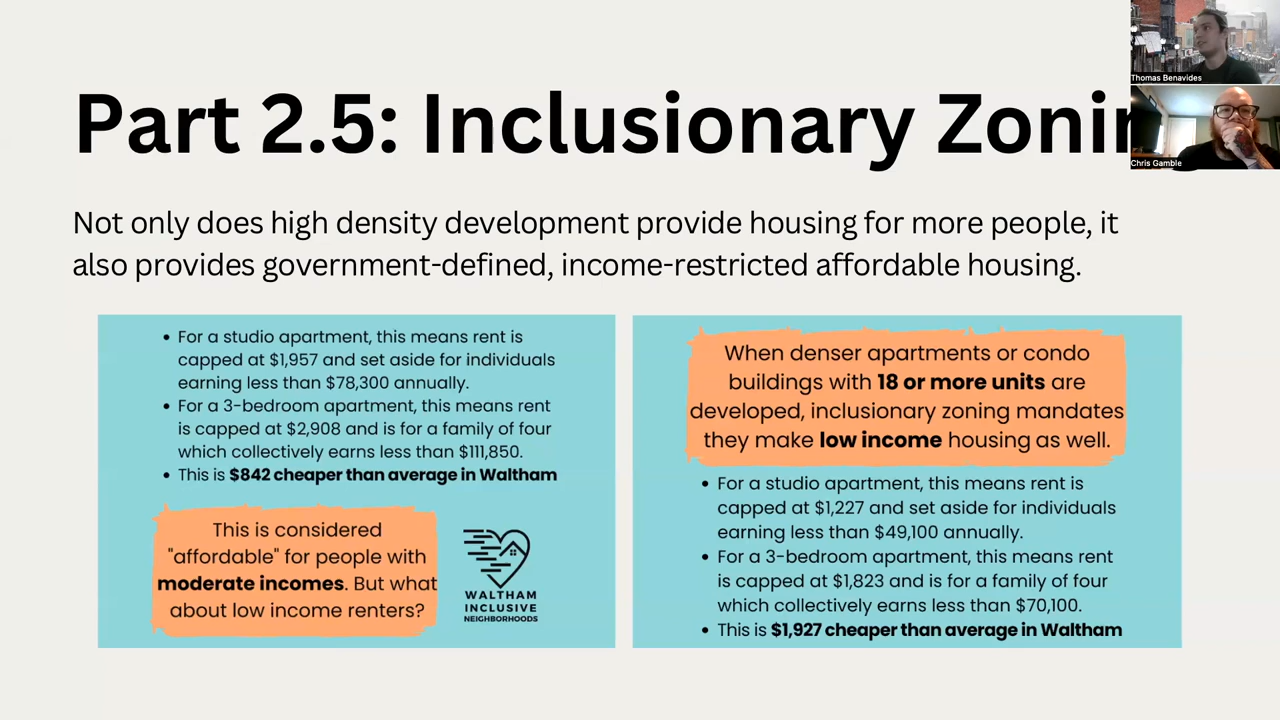 Part 2.5: Inclusionary Zonin
Thomas Benavides
Chris Gamble
Not only does high density development provide housing for more people, it
also provides government-defined, income-restricted affordable housing.
• For a studio apartment, this means rent is
capped at $1,957 and set aside for individuals
earning less than $78,300 annually.
• For a 3-bedroom apartment, this means rent
is capped at $2,908 and is for a family of four
which collectively earns less than $111,850.
• This is $842 cheaper than average in Waltham
This is considered
"affordable" for people with
moderate incomes. But what
about low income renters?
WALTHAM
INCLUSIVE
NEIGHBORHOODS
When denser apartments or condo
buildings with 18 or more units are
developed, inclusionary zoning mandates
they make low income housing as well.
• For a studio apartment, this means rent is
capped at $1,227 and set aside for individuals
earning less than $49,100 annually.
• For a 3-bedroom apartment, this means rent
is capped at $1,823 and is for a family of four
which collectively earns less than $70,100.
• This is $1,927 cheaper than average in Waltham